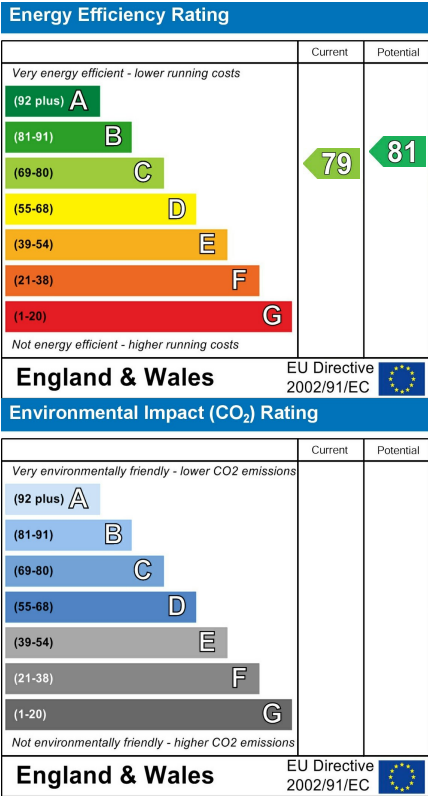 Energy Efficiency Rating
Current Potential
Very energy efficient - lower running costs
(92 plus) A
(81-91) B
(69-80) C
(55-68) D
(39-54) E
(21-38) F
(1-20) G
79
81
Not energy efficient - higher running costs
England & Wales
EU Directive
2002/91/EC
Environmental Impact (CO₂) Rating
Current Potential
Very environmentally friendly - lower CO2 emissions
(92 plus) A
(81-91) B
(69-80) C
(55-68) D
(39-54) E
(21-38) F
(1-20) G
Not environmentally friendly - higher CO2 emissions
England & Wales
EU Directive
2002/91/EC